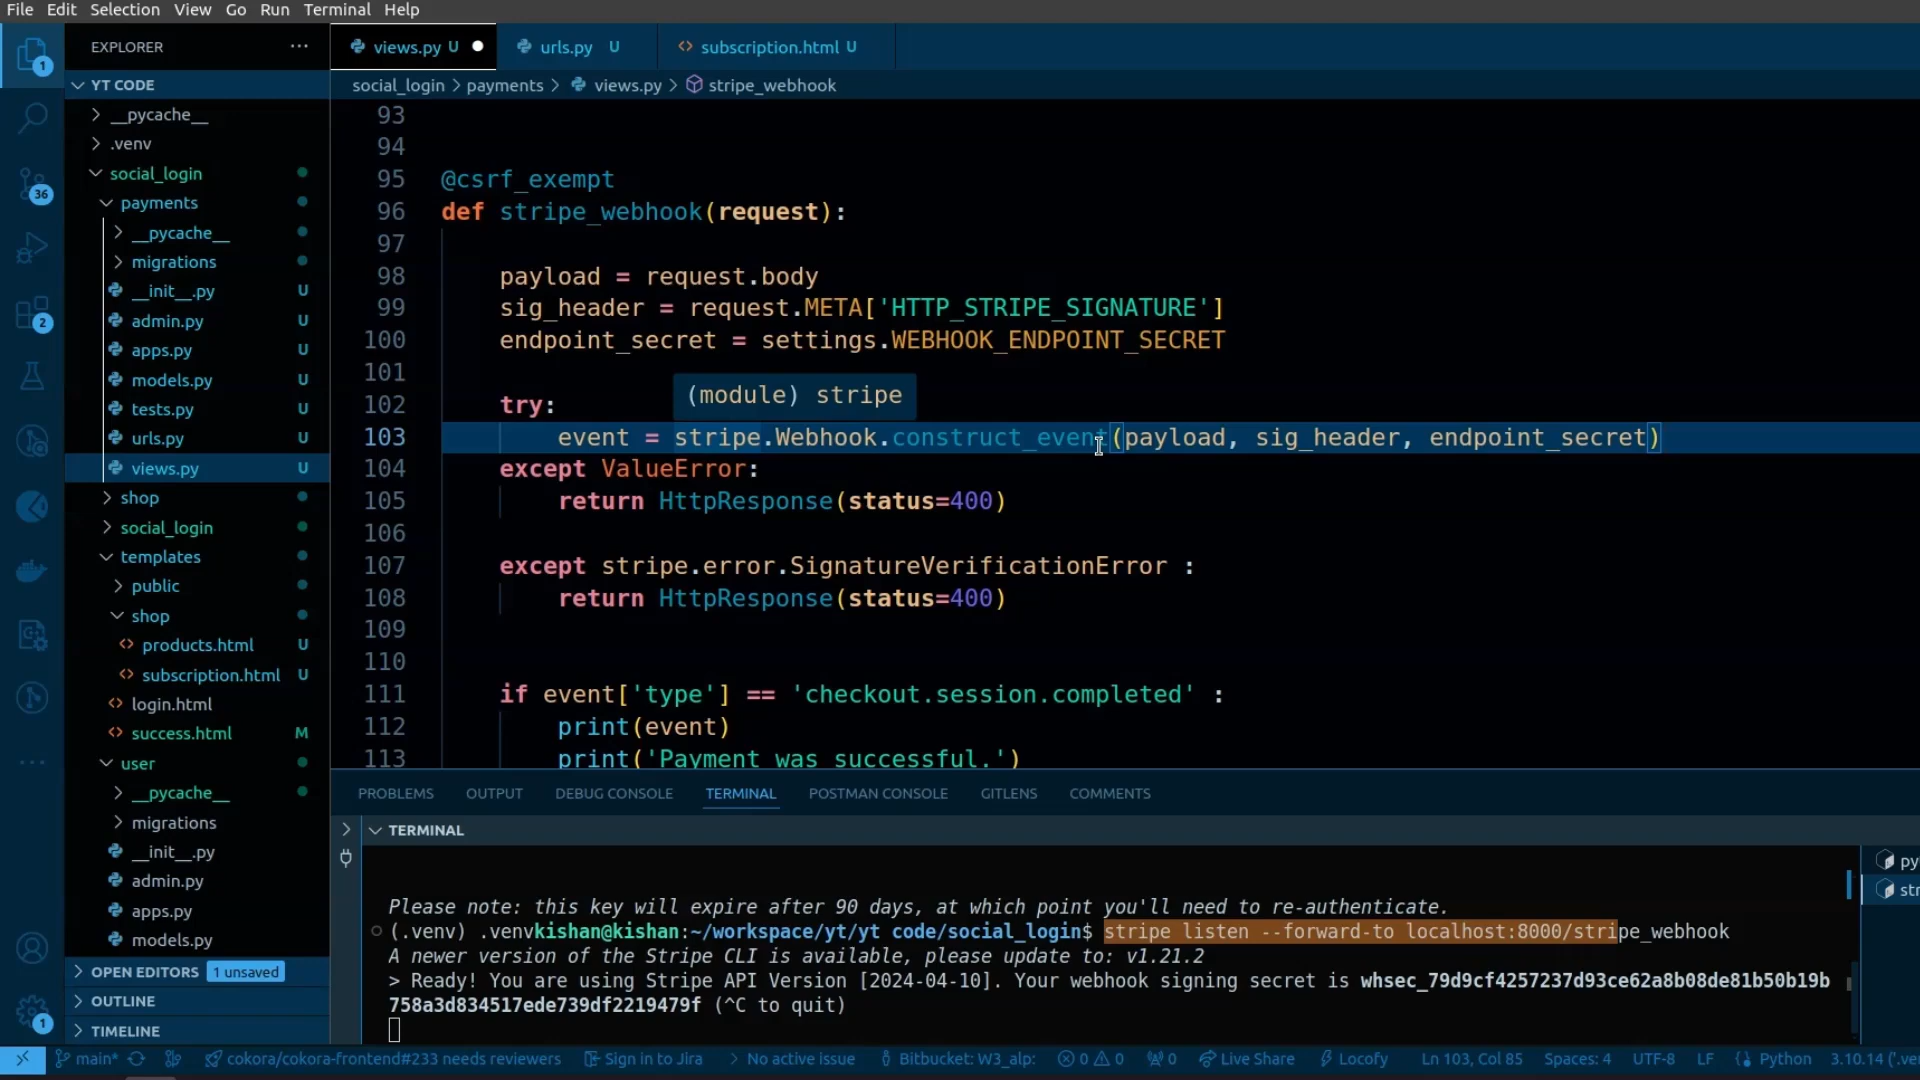 File Edit Selection View Go Run Terminal Help
EXPLORER ···
views.py U
urls.py U
subscription.html U
1
YT CODE
social_login > payments > views.py > stripe_webhook
__pycache__
.venv
social_login
payments
__pycache__
migrations
__init__.py U
admin.py U
apps.py U
models.py U
tests.py U
urls.py U
views.py U
shop
social_login
templates
public
shop
products.html U
subscription.html U
login.html
success.html M
user
__pycache__
migrations
__init__.py
admin.py
apps.py
models.py
OPEN EDITORS 1 unsaved
OUTLINE
TIMELINE
36
2
1
93
94
95 @csrf_exempt
96 def stripe_webhook(request):
97
98 payload = request.body
99 sig_header = request.META['HTTP_STRIPE_SIGNATURE']
100 endpoint_secret = settings.WEBHOOK_ENDPOINT_SECRET
101
(module) stripe
102 try:
103 event = stripe.Webhook.construct_event(payload, sig_header, endpoint_secret)
104 except ValueError:
105 return HttpResponse(status=400)
106
107 except stripe.error.SignatureVerificationError :
108 return HttpResponse(status=400)
109
110
111 if event['type'] == 'checkout.session.completed' :
112 print(event)
113 print('Payment was successful.')
PROBLEMS OUTPUT DEBUG CONSOLE TERMINAL POSTMAN CONSOLE GITLENS COMMENTS
TERMINAL
Please note: this key will expire after 90 days, at which point you'll need to re-authenticate.
(.venv) .venvkishan@kishan:~/workspace/yt/yt code/social_login$ stripe listen --forward-to localhost:8000/stripe_webhook
A newer version of the Stripe CLI is available, please update to: v1.21.2
> Ready! You are using Stripe API Version [2024-04-10]. Your webhook signing secret is whsec_79d9cf4257237d93ce62a8b08de81b50b19b
758a3d834517ede739df2219479f (^C to quit)
py
str
main* cokora/cokora-frontend#233 needs reviewers Sign in to Jira No active issue Bitbucket: W3_alp: 0 0 0 Live Share Locofy Ln 103, Col 85 Spaces: 4 UTF-8 LF Python 3.10.14 ('.ve